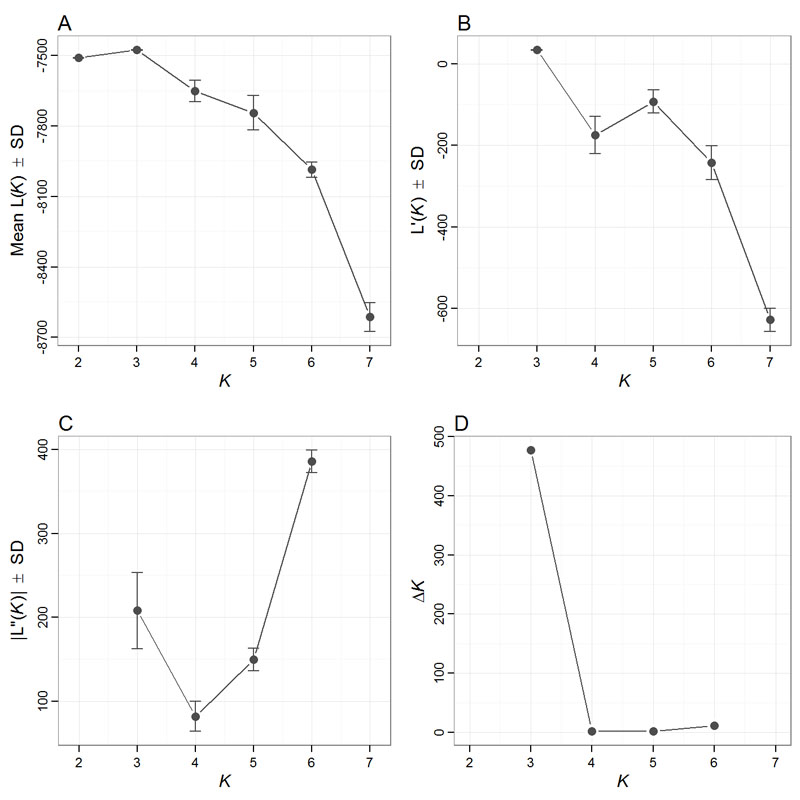 A
Mean L(K) ± SD
-7500
-7800
-8100
-8400
-8700
2 3 4 5 6 7
K
B
L'(K) ± SD
0
-200
-400
-600
2 3 4 5 6 7
K
C
|L"(K)| ± SD
400
300
200
100
2 3 4 5 6 7
K
D
ΔK
500
400
300
200
100
0
2 3 4 5 6 7
K